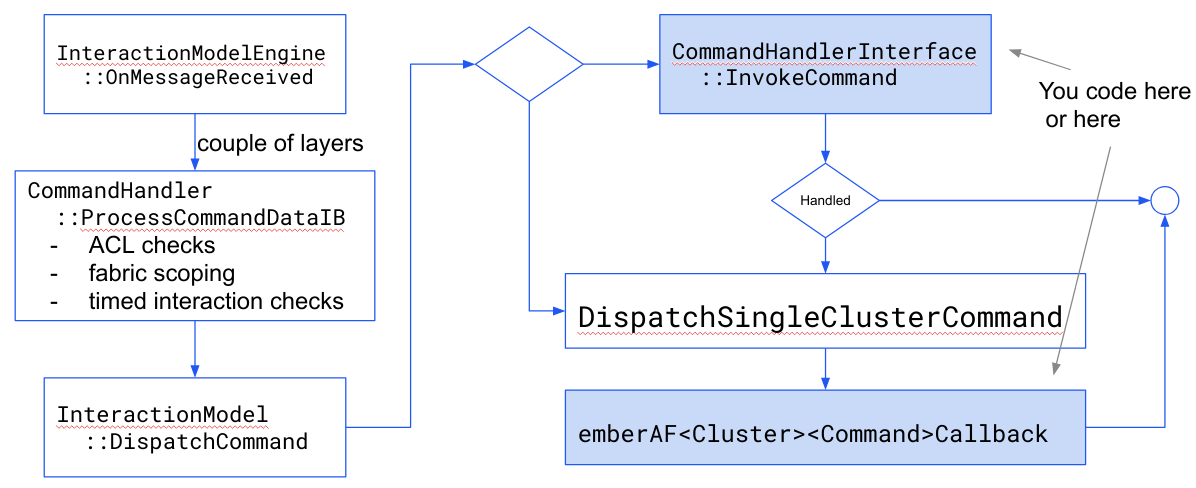 InteractionModelEngine
::OnMessageReceived
couple of layers
CommandHandler
::ProcessCommandDataIB
- ACL checks
- fabric scoping
- timed interaction checks
InteractionModel
::DispatchCommand
CommandHandlerInterface
::InvokeCommand
You code here
or here
Handled
DispatchSingleClusterCommand
emberAF<Cluster><Command>Callback